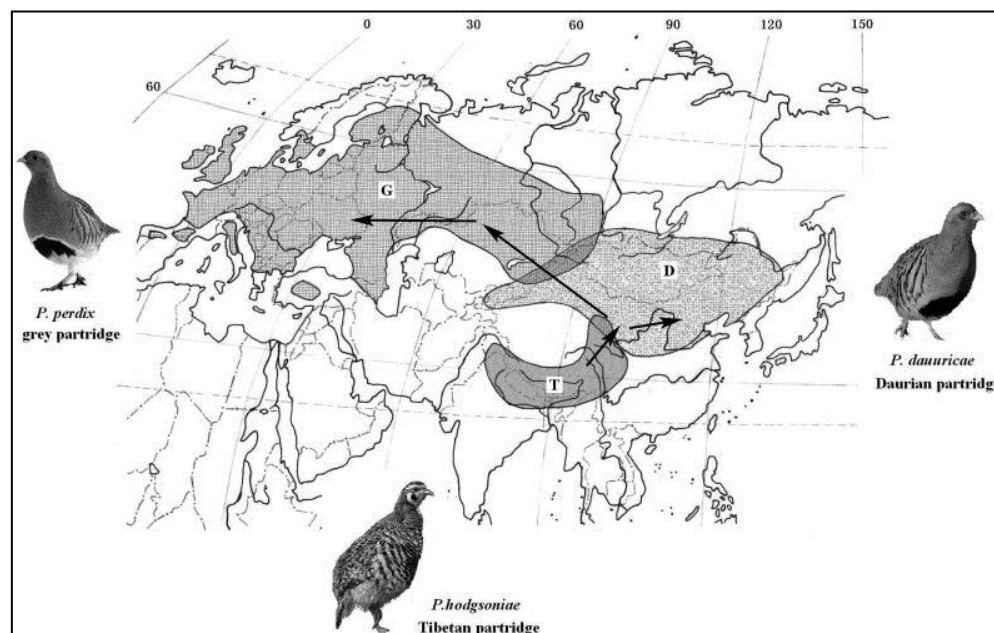 0 30 60 90 120 150
60
G
D
T
P. perdix
grey partridge
P. dauuricae
Daurian partridg
P.hodgsoniae
Tibetan partridge